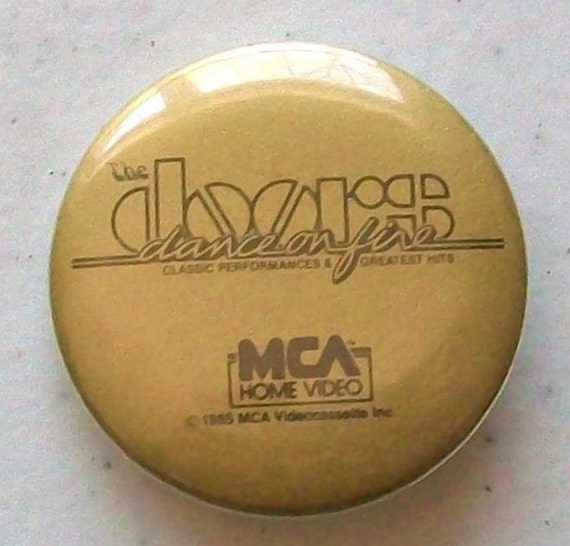 The
doors
dance on fire
CLASSIC PERFORMANCES & GREATEST HITS
MCA
HOME VIDEO
© 1985 MCA Videocassette Inc